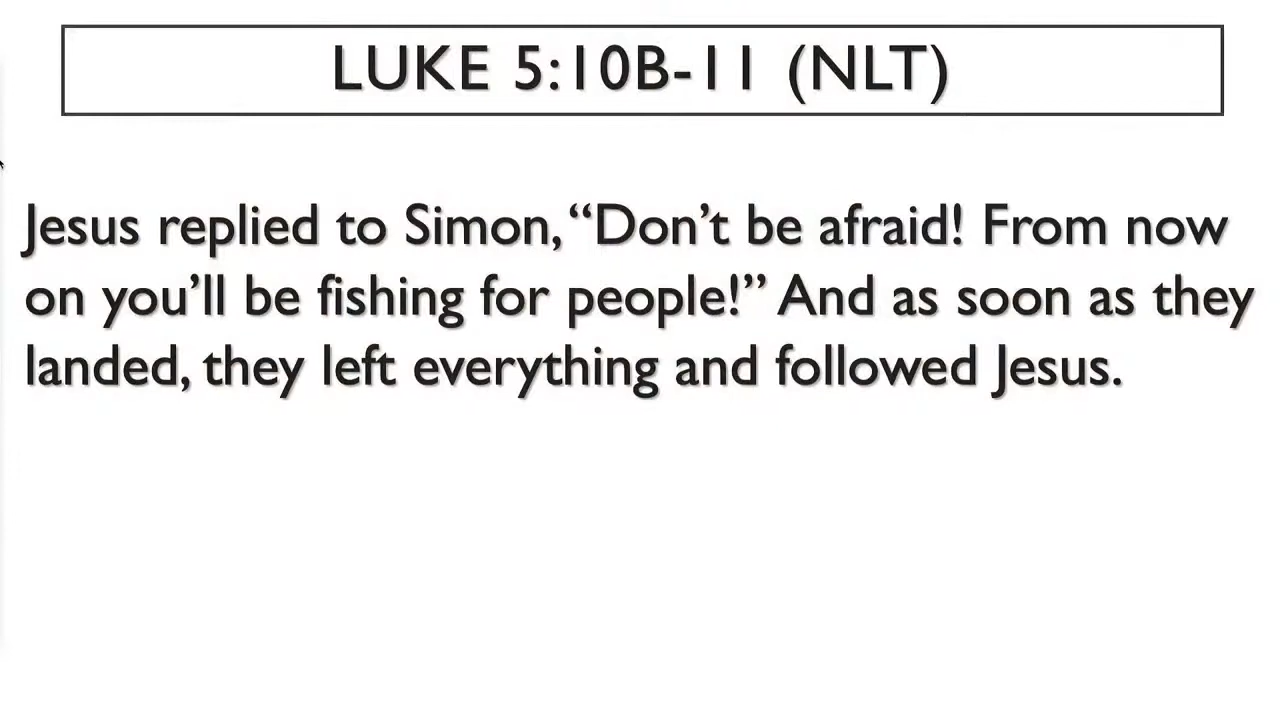 LUKE 5:10B-11 (NLT)
Jesus replied to Simon, “Don’t be afraid! From now
on you’ll be fishing for people!” And as soon as they
landed, they left everything and followed Jesus.